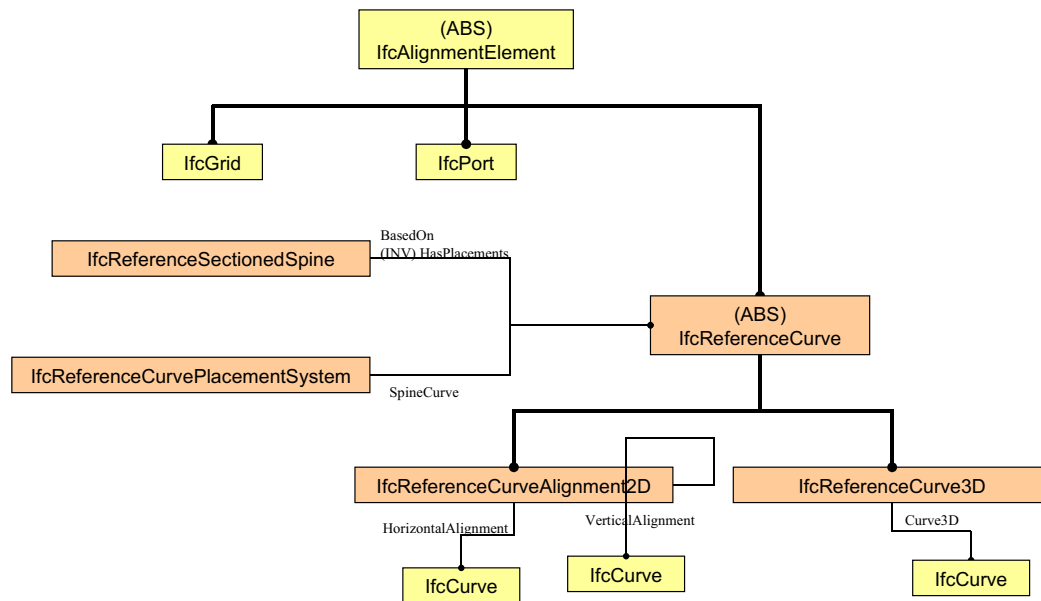 (ABS)
IfcAlignmentElement
IfcGrid
IfcPort
BasedOn
(INV) HasPlacements
IfcReferenceSectionedSpine
(ABS)
IfcReferenceCurve
IfcReferenceCurvePlacementSystem
SpineCurve
IfcReferenceCurveAlignment2D
IfcReferenceCurve3D
HorizontalAlignment
VerticalAlignment
Curve3D
IfcCurve
IfcCurve
IfcCurve